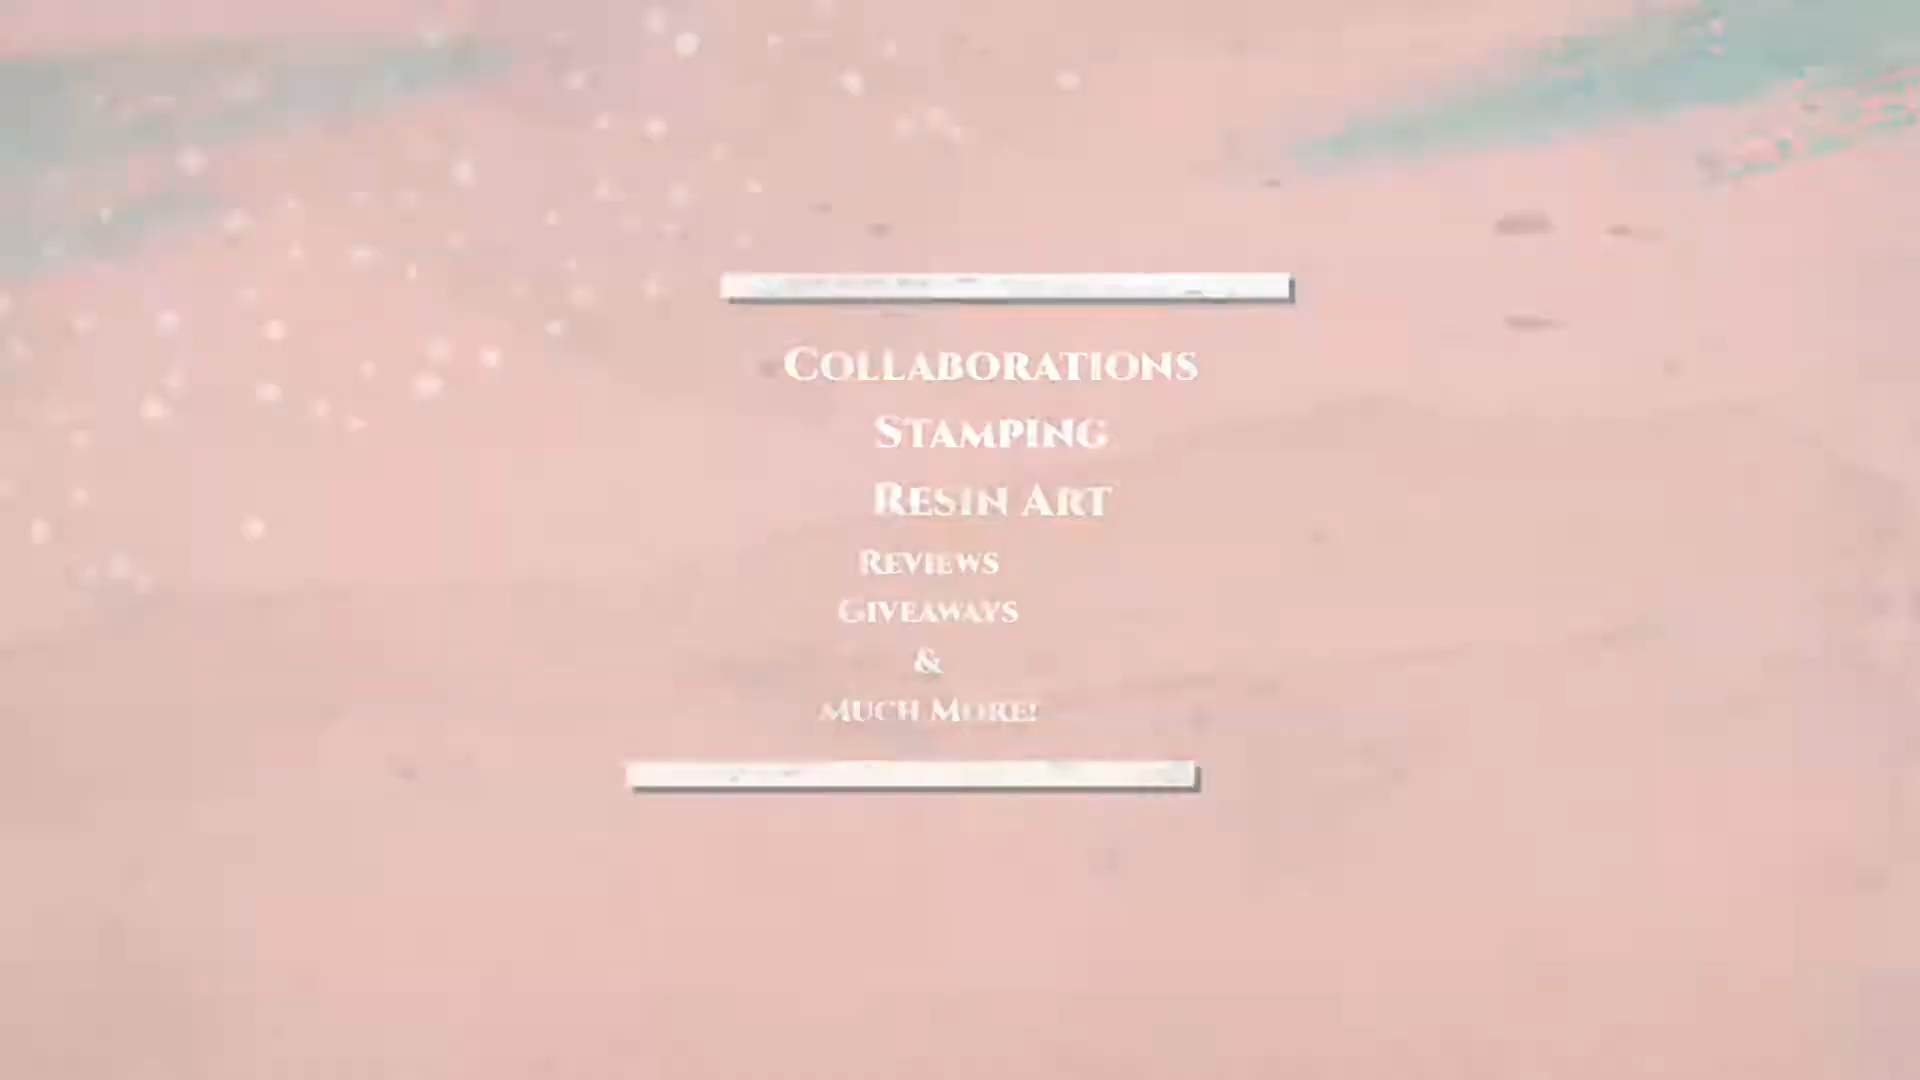 Collaborations
Stamping
Resin Art
Reviews
Giveaways
&
Much More!